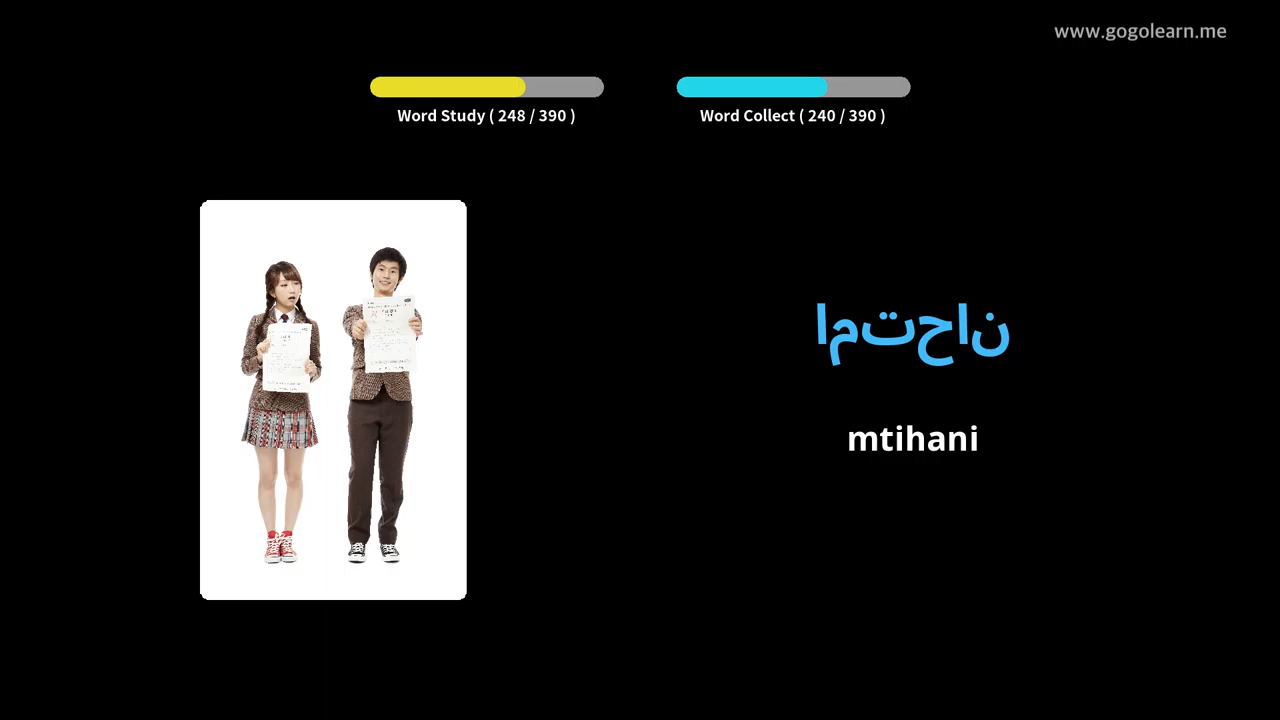 www.gogolearn.me
Word Study ( 248 / 390 )
Word Collect ( 240 / 390 )
امتحان
mtihani